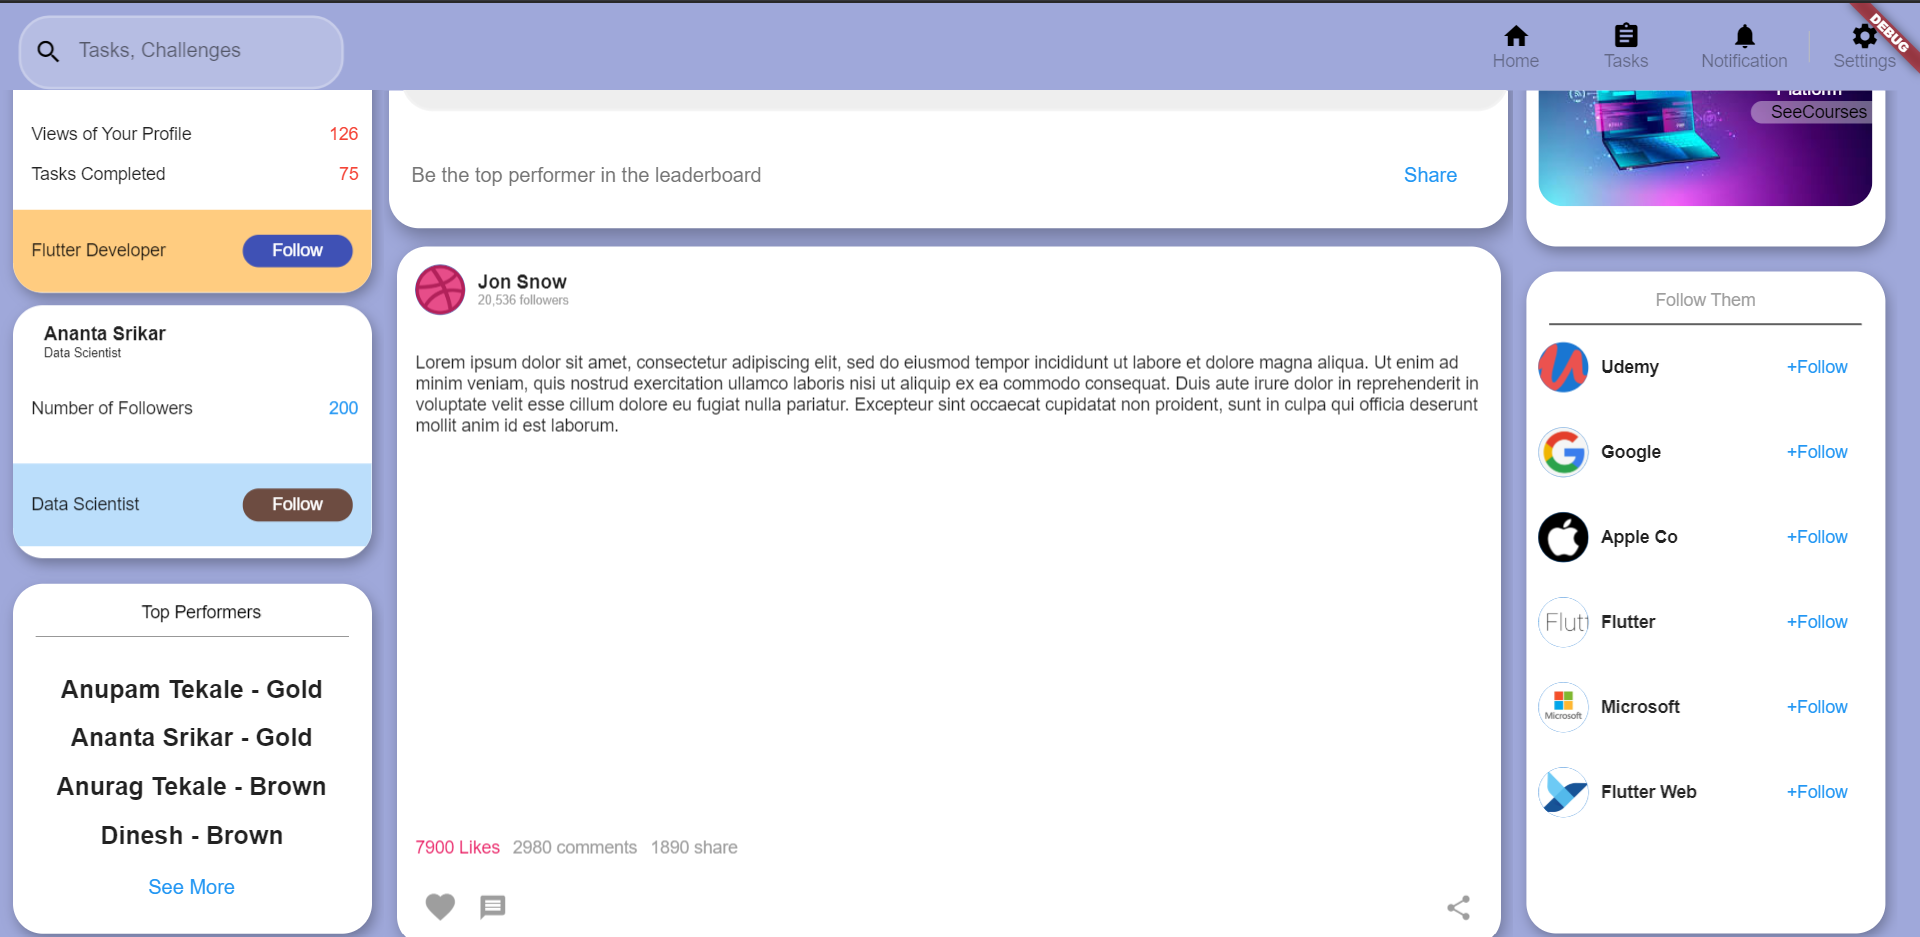 Tasks, Challenges
Home
Tasks
Notification
Settings
DEBUG
Views of Your Profile 126
Tasks Completed 75
Flutter Developer Follow
Ananta Srikar
Data Scientist
Number of Followers 200
Data Scientist Follow
Top Performers
Anupam Tekale - Gold
Ananta Srikar - Gold
Anurag Tekale - Brown
Dinesh - Brown
See More
Be the top performer in the leaderboard Share
Jon Snow
20,536 followers
Lorem ipsum dolor sit amet, consectetur adipiscing elit, sed do eiusmod tempor incididunt ut labore et dolore magna aliqua. Ut enim ad
minim veniam, quis nostrud exercitation ullamco laboris nisi ut aliquip ex ea commodo consequat. Duis aute irure dolor in reprehenderit in
voluptate velit esse cillum dolore eu fugiat nulla pariatur. Excepteur sint occaecat cupidatat non proident, sunt in culpa qui officia deserunt
mollit anim id est laborum.
7900 Likes 2980 comments 1890 share
Platform
SeeCourses
Follow Them
Udemy +Follow
Google +Follow
Apple Co +Follow
Flutt
Flutter +Follow
Microsoft
Microsoft +Follow
Flutter Web +Follow